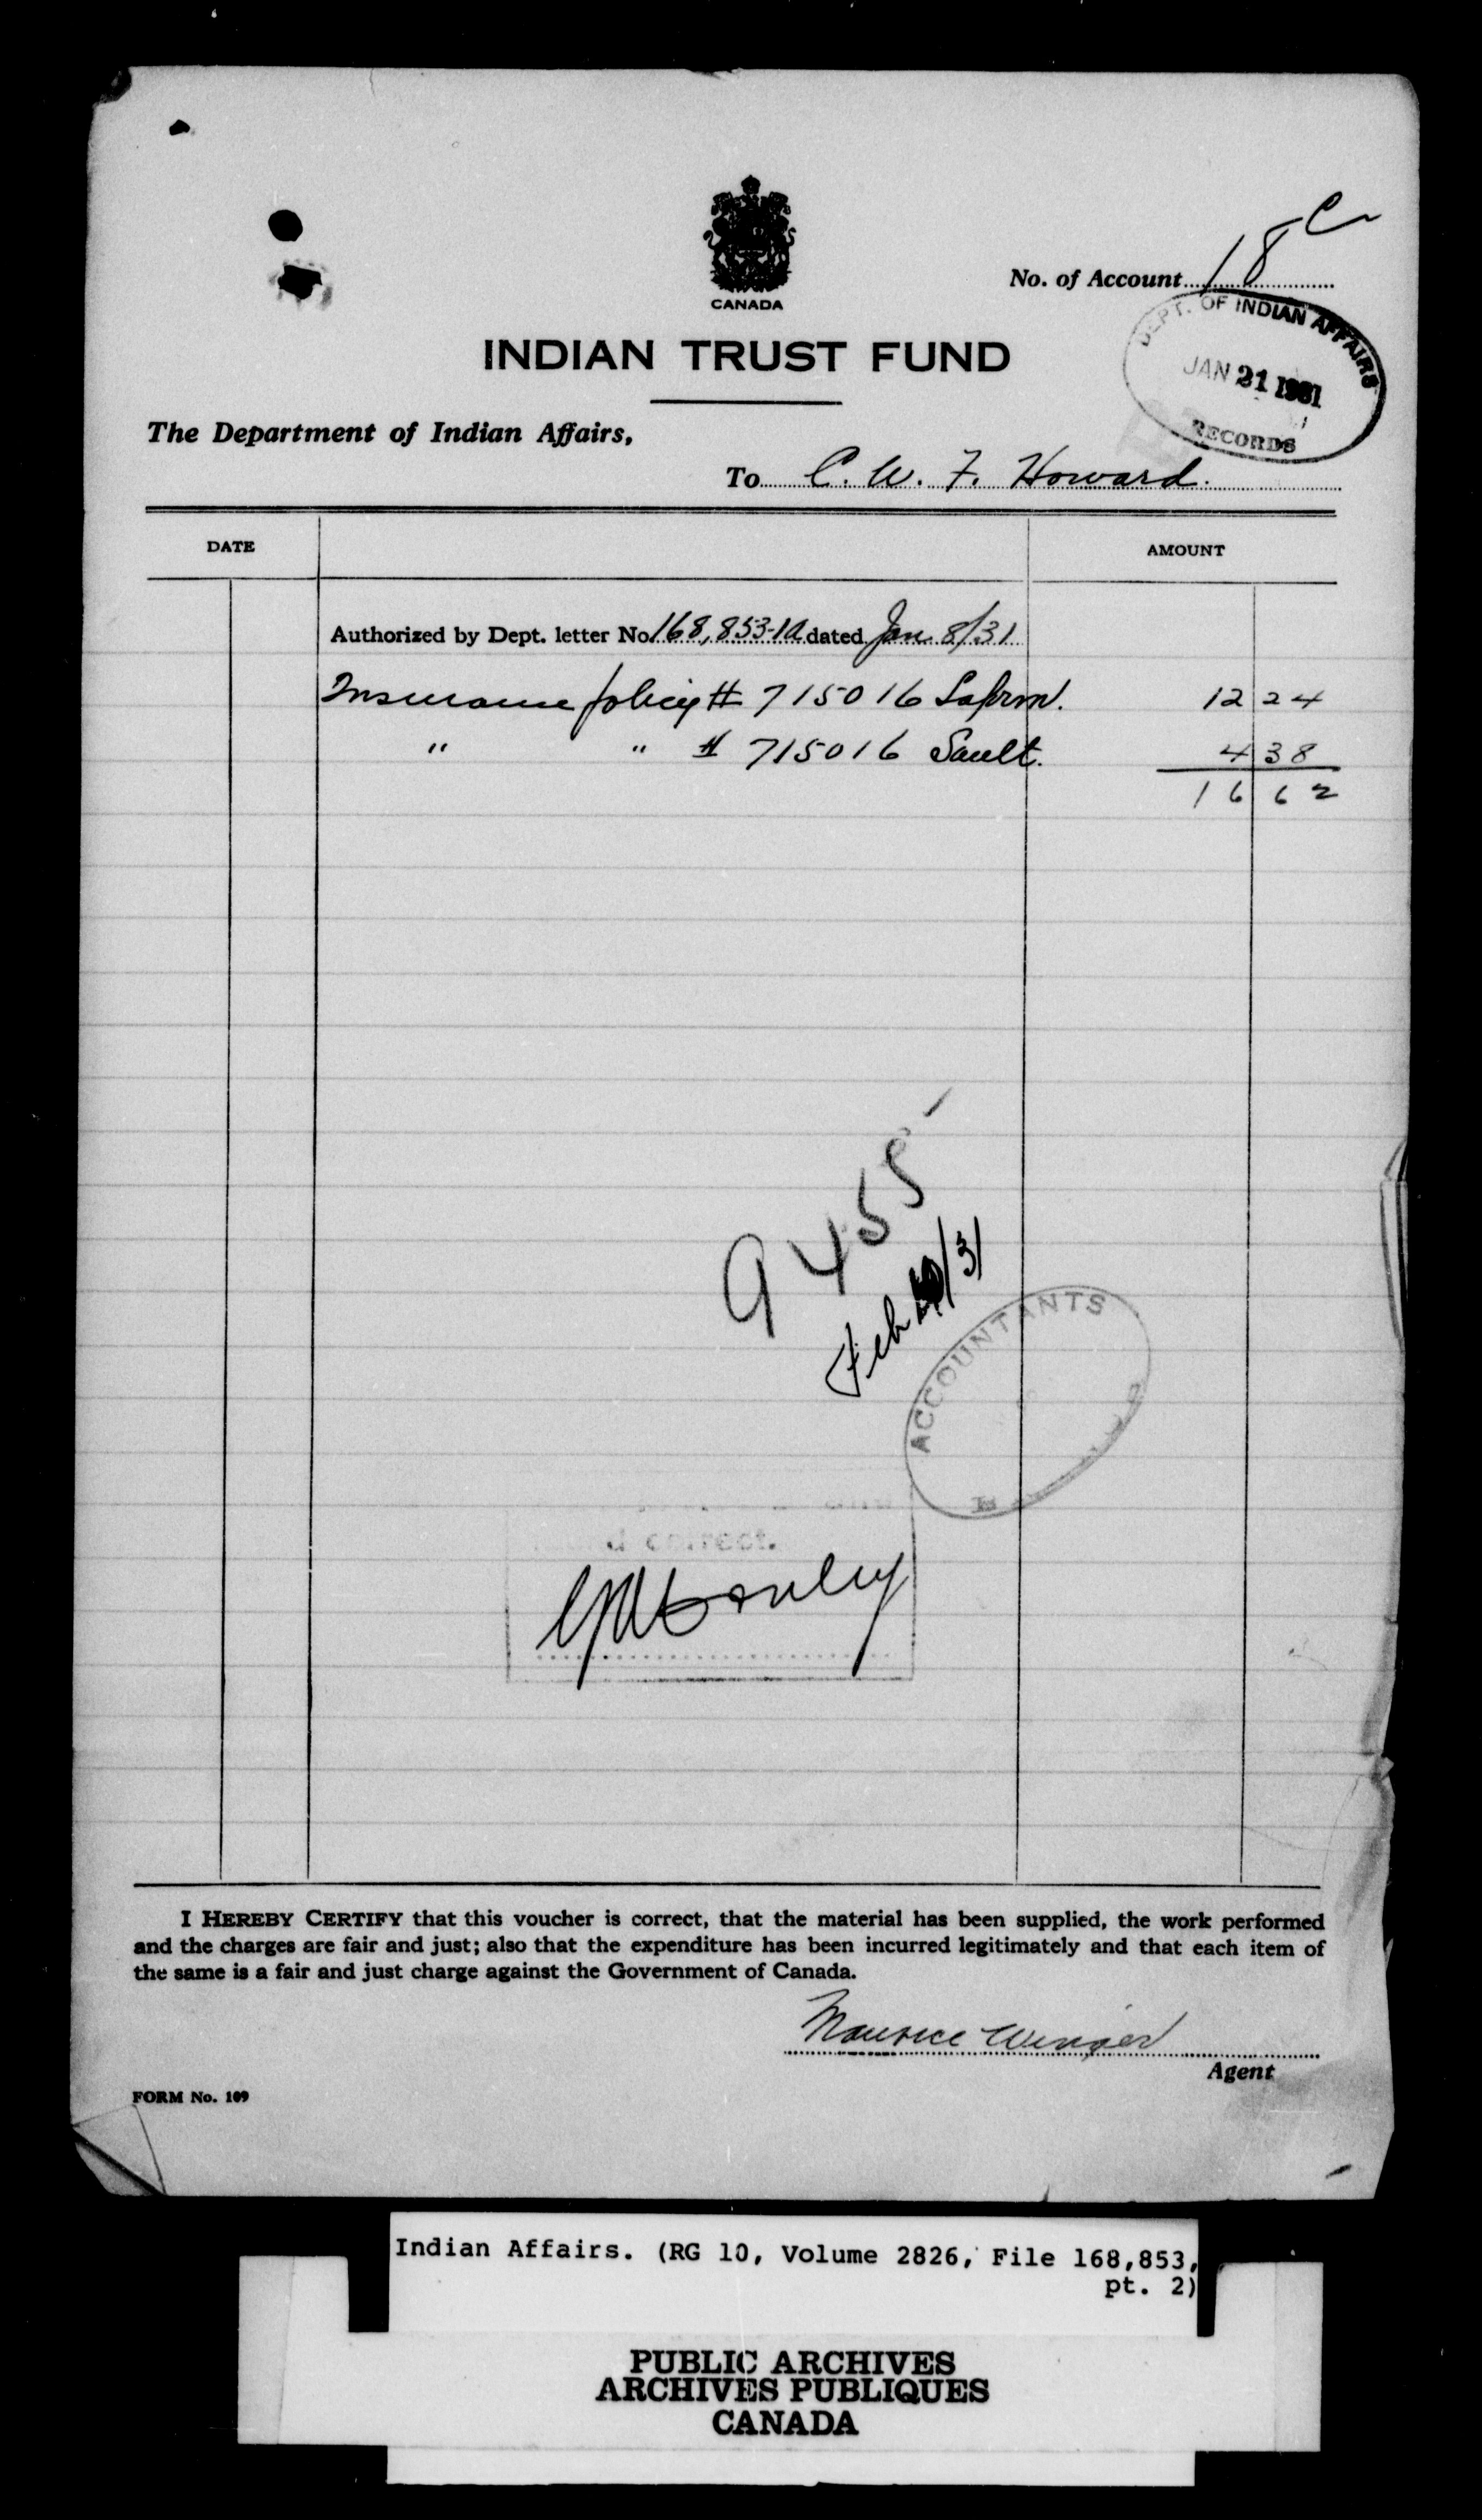 CANADA
No. of Account 18
DEPT. OF INDIAN AFFAIRS
JAN 21 1931
RECORDS
INDIAN TRUST FUND
The Department of Indian Affairs,
To C. W. F. Howard.
DATE AMOUNT
Authorized by Dept. letter No. 168,853-1A dated Jan 8/31
Insurance policy # 715016 12 24
" " # 715016 Sault. 4 38
16 62
9455
Feb /31
ACCOUNTANTS
correct.
I HEREBY CERTIFY that this voucher is correct, that the material has been supplied, the work performed
and the charges are fair and just; also that the expenditure has been incurred legitimately and that each item of
the same is a fair and just charge against the Government of Canada.
Maurice
Agent
FORM No. 109
Indian Affairs. (RG 10, Volume 2826, File 168,853,
pt. 2)
PUBLIC ARCHIVES
ARCHIVES PUBLIQUES
CANADA